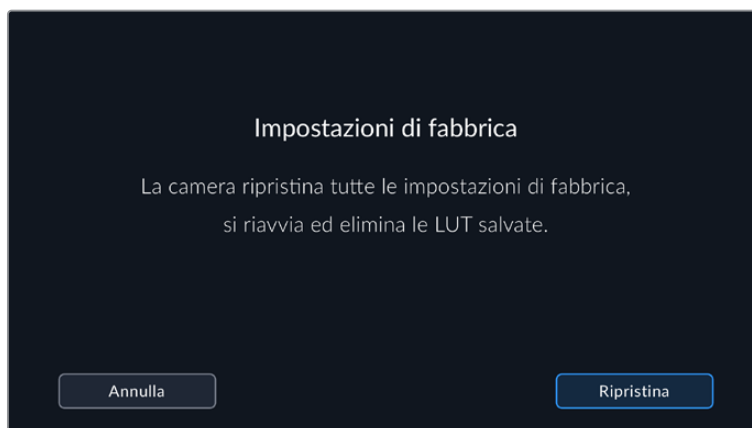 Impostazioni di fabbrica
La camera ripristina tutte le impostazioni di fabbrica,
si riavvia ed elimina le LUT salvate.
Annulla
Ripristina